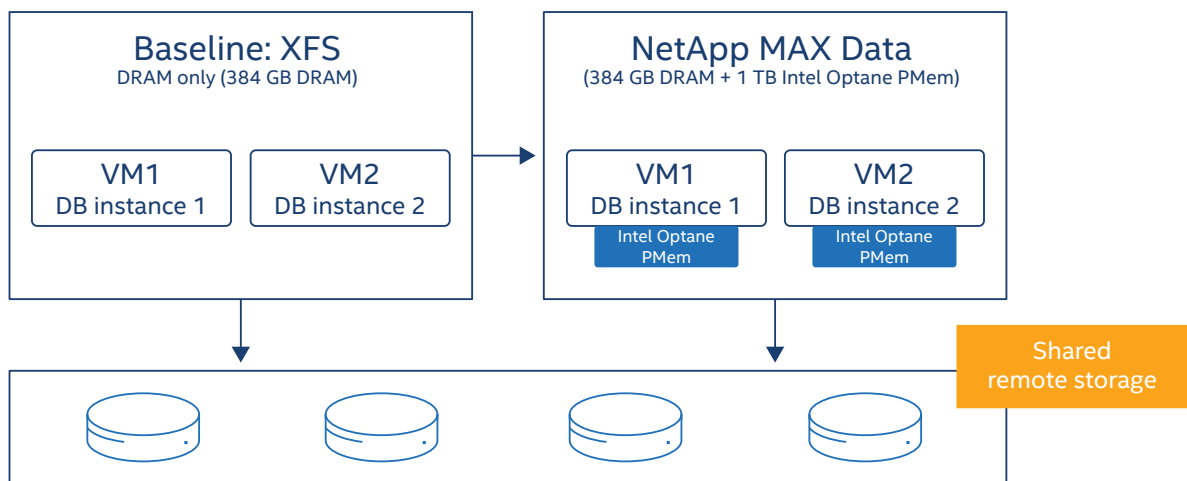 Baseline: XFS
DRAM only (384 GB DRAM)
VM1
DB instance 1
VM2
DB instance 2
NetApp MAX Data
(384 GB DRAM + 1 TB Intel Optane PMem)
VM1
DB instance 1
Intel Optane
PMem
VM2
DB instance 2
Intel Optane
PMem
Shared
remote storage